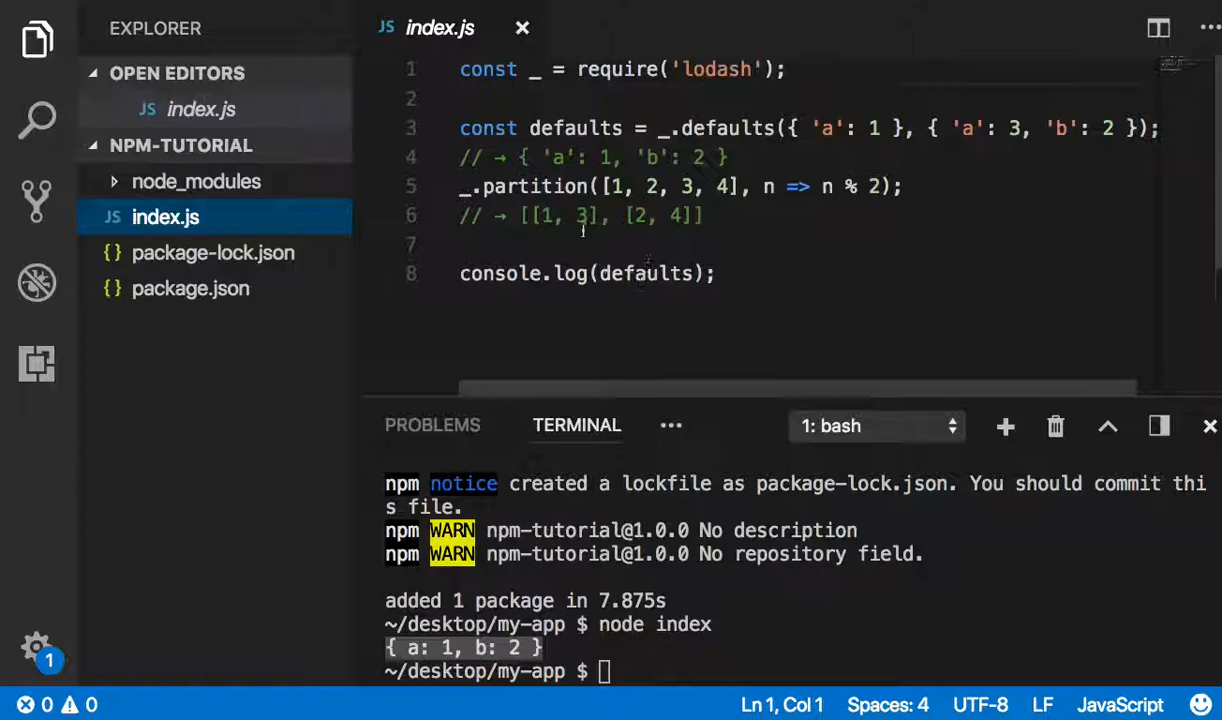 EXPLORER
OPEN EDITORS
JS index.js
NPM-TUTORIAL
node_modules
JS index.js
{} package-lock.json
{} package.json
1
JS index.js ×
1 const _ = require('lodash');
2
3 const defaults = _.defaults({ 'a': 1 }, { 'a': 3, 'b': 2 });
4 // → { 'a': 1, 'b': 2 }
5 _.partition([1, 2, 3, 4], n => n % 2);
6 // → [[1, 3], [2, 4]]
7
8 console.log(defaults);
PROBLEMS TERMINAL ••• 1: bash
npm notice created a lockfile as package-lock.json. You should commit thi
s file.
npm WARN npm-tutorial@1.0.0 No description
npm WARN npm-tutorial@1.0.0 No repository field.
added 1 package in 7.875s
~/desktop/my-app $ node index
{ a: 1, b: 2 }
~/desktop/my-app $
0 0 Ln 1, Col 1 Spaces: 4 UTF-8 LF JavaScript